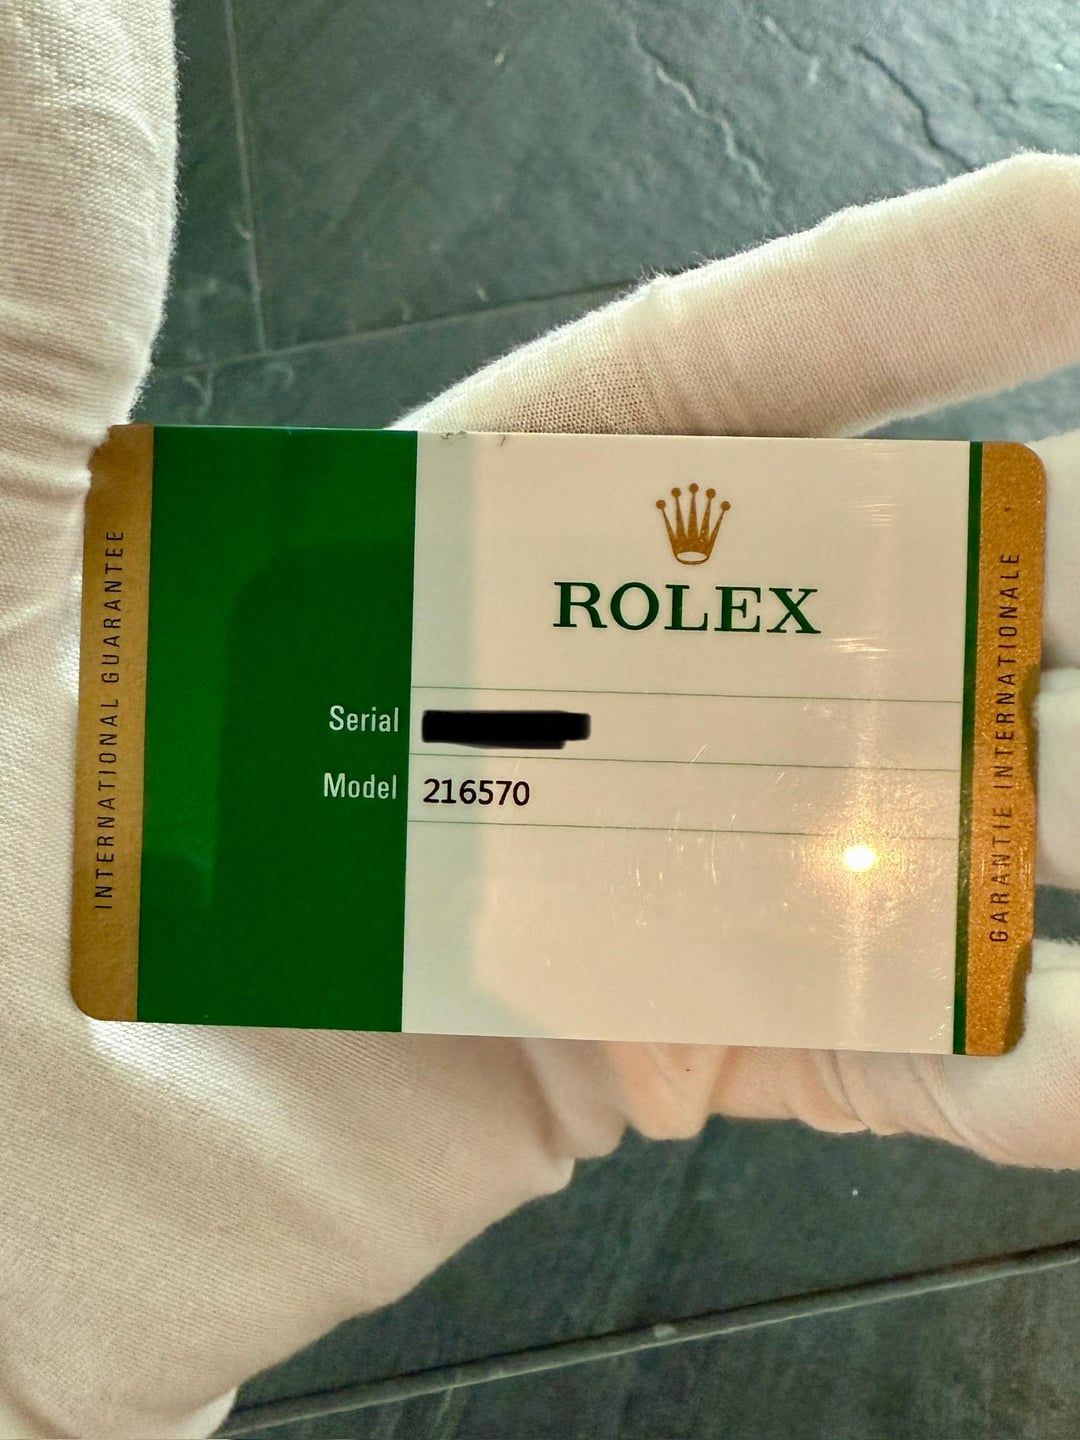 INTERNATIONAL GUARANTEE
ROLEX
Serial
Model 216570
GARANTIE INTERNATIONALE